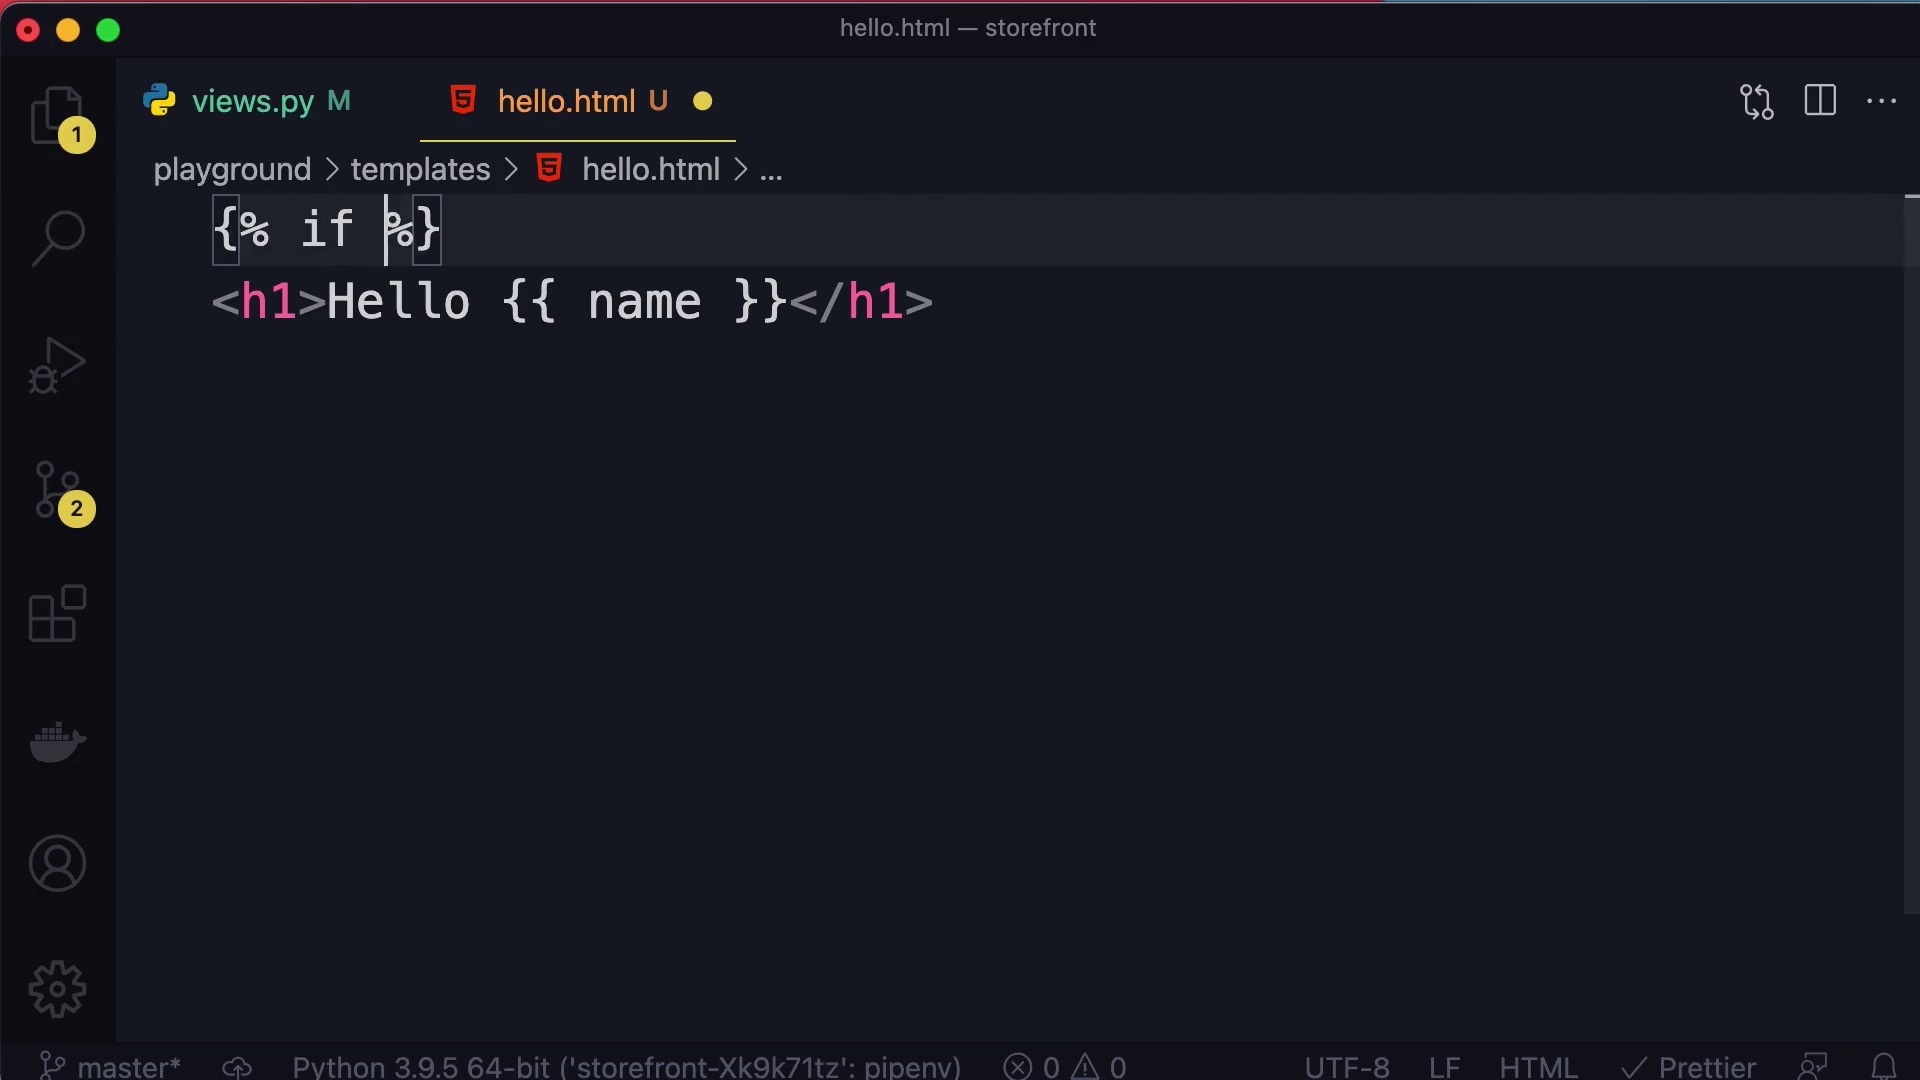 hello.html — storefront
views.py M
hello.html U
playground > templates > hello.html > ...
{% if %}
<h1>Hello {{ name }}</h1>
1
2
master*
Python 3.9.5 64-bit ('storefront-Xk9k71tz': pipenv)
0
0
UTF-8
LF
HTML
Prettier